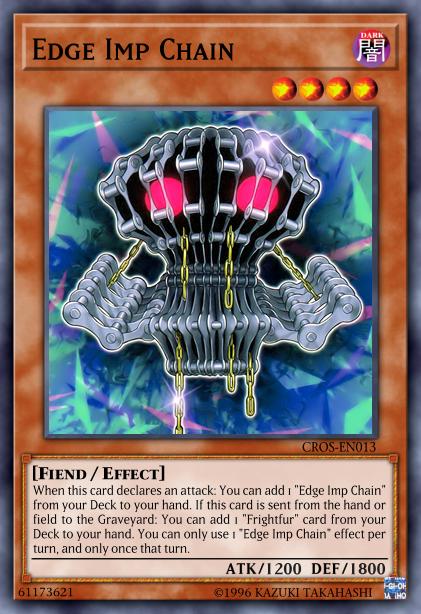 EDGE IMP CHAIN
DARK
闇
CROS-EN013
[FIEND / EFFECT]
When this card declares an attack: You can add 1 "Edge Imp Chain"
from your Deck to your hand. If this card is sent from the hand or
field to the Graveyard: You can add 1 "Frightfur" card from your
Deck to your hand. You can only use 1 "Edge Imp Chain" effect per
turn, and only once that turn.
ATK/1200 DEF/1800
61173621
©1996 KAZUKI TAKAHASHI